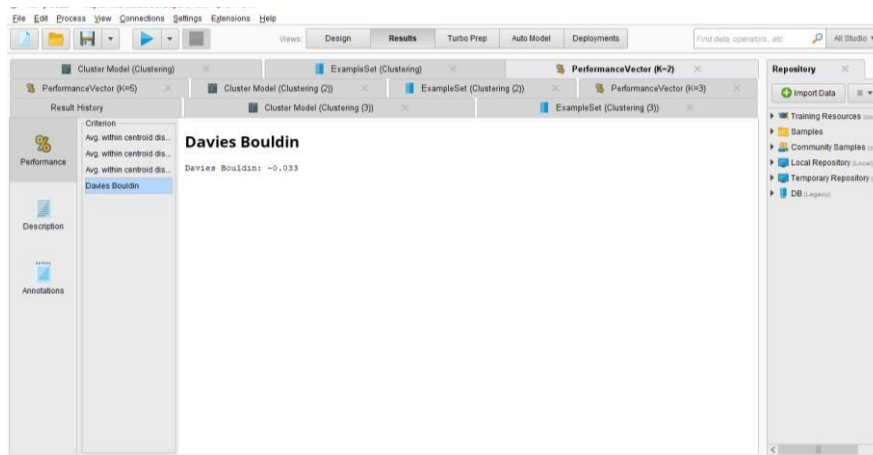 File Edit Process View Connections Settings Extensions Help
Views: Design Results Turbo Prep Auto Model Deployments Find data, operators...etc All Studio
Cluster Model (Clustering) ExampleSet (Clustering) PerformanceVector (K=2) Repository
PerformanceVector (K=5) Cluster Model (Clustering (2)) ExampleSet (Clustering (2)) PerformanceVector (K=3) Import Data
Result History Cluster Model (Clustering (3)) ExampleSet (Clustering (3))
Criterion
Avg. within centroid dis...
Avg. within centroid dis...
Avg. within centroid dis...
Davies Bouldin
Performance
Description
Annotations
Davies Bouldin
Davies Bouldin: -0.033
Training Resources
Samples
Community Samples
Local Repository (Local)
Temporary Repository
DB (Legacy)